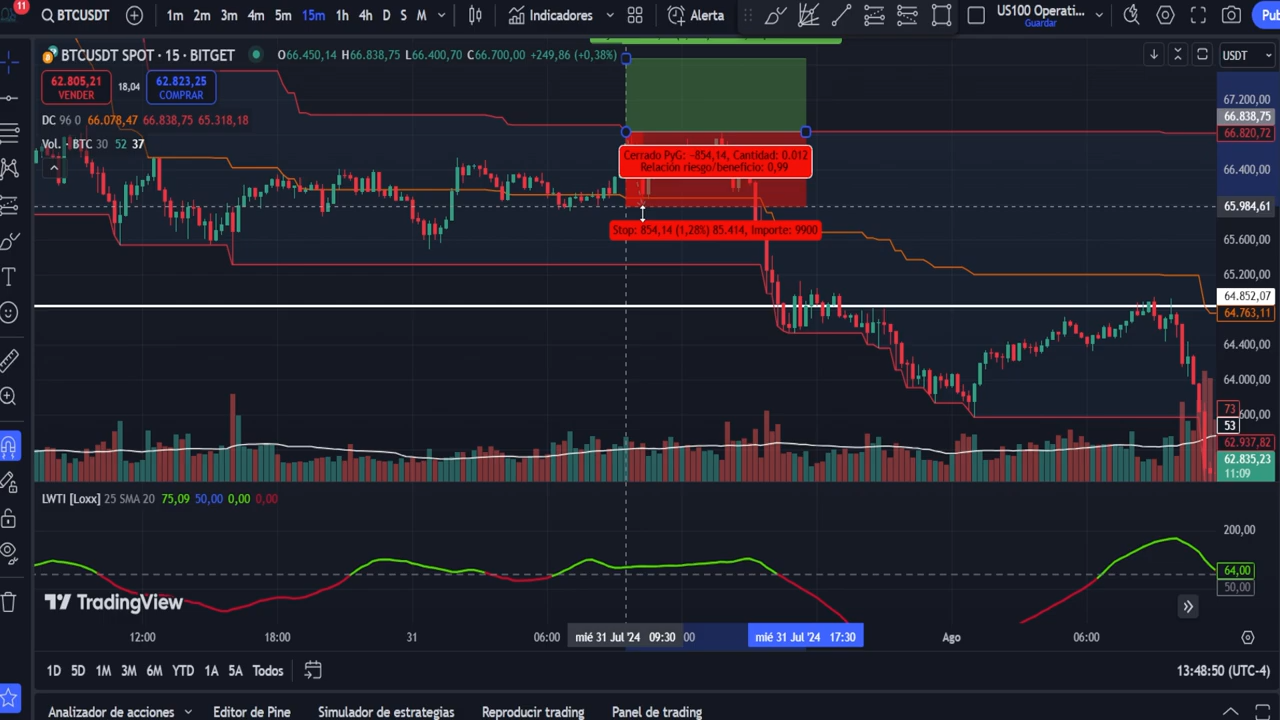 11
BTCUSDT
1m 2m 3m 4m 5m 15m 1h 4h D S M
Indicadores
Alerta
US100 Operati...
Guardar
Pub
BTCUSDT SPOT · 15 · BITGET
O66.450,14 H66.838,75 L66.400,70 C66.700,00 +249,86 (+0,38%)
USDT
62.805,21
VENDER
18,04
62.823,25
COMPRAR
DC 96 0 66.078,47 66.838,75 65.318,18
Vol. · BTC 30 52 37
67.200,00
66.838,75
66.820,72
66.400,00
65.984,61
65.600,00
65.200,00
64.852,07
64.763,11
64.400,00
64.000,00
600,00
73
53
62.937,82
62.835,23
11:09
Cerrado PyG: −854,14, Cantidad: 0.012
Relación riesgo/beneficio: 0,99
Stop: 854,14 (1,28%) 85.414, Importe: 9900
LWTI [Loxx] 25 SMA 20 75,09 50,00 0,00 0,00
200,00
64,00
50,00
TradingView
12:00
18:00
31
06:00
mié 31 Jul '24 09:30
00
mié 31 Jul '24 17:30
Ago
06:00
1D 5D 1M 3M 6M YTD 1A 5A Todos
13:48:50 (UTC-4)
Analizador de acciones
Editor de Pine
Simulador de estrategias
Reproducir trading
Panel de trading